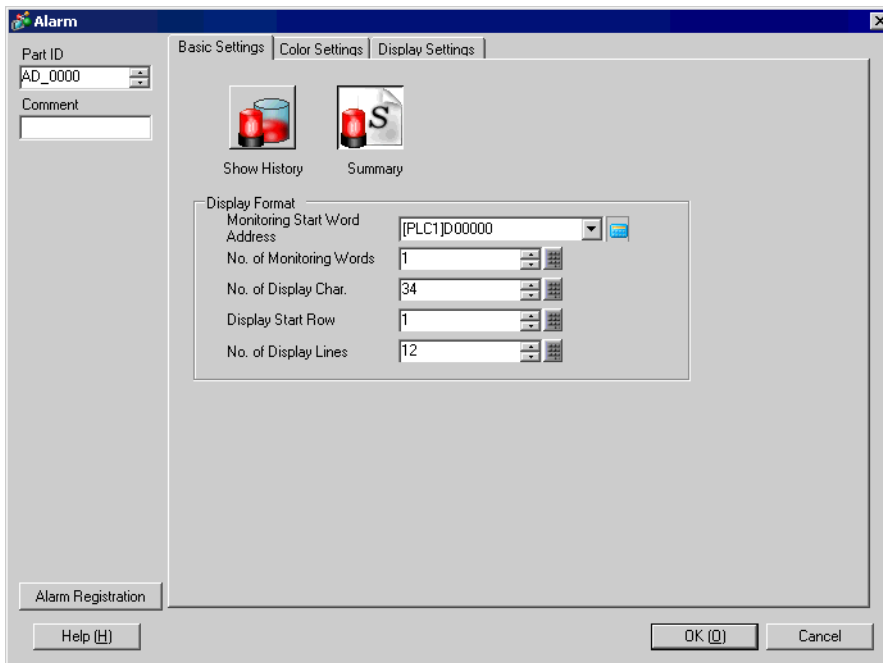 Alarm
Part ID
AD_0000
Comment
Basic Settings Color Settings Display Settings
S
Show History Summary
Display Format
Monitoring Start Word
Address
[PLC1]D00000
No. of Monitoring Words 1
No. of Display Char. 34
Display Start Row 1
No. of Display Lines 12
Alarm Registration
Help (H) OK (O) Cancel